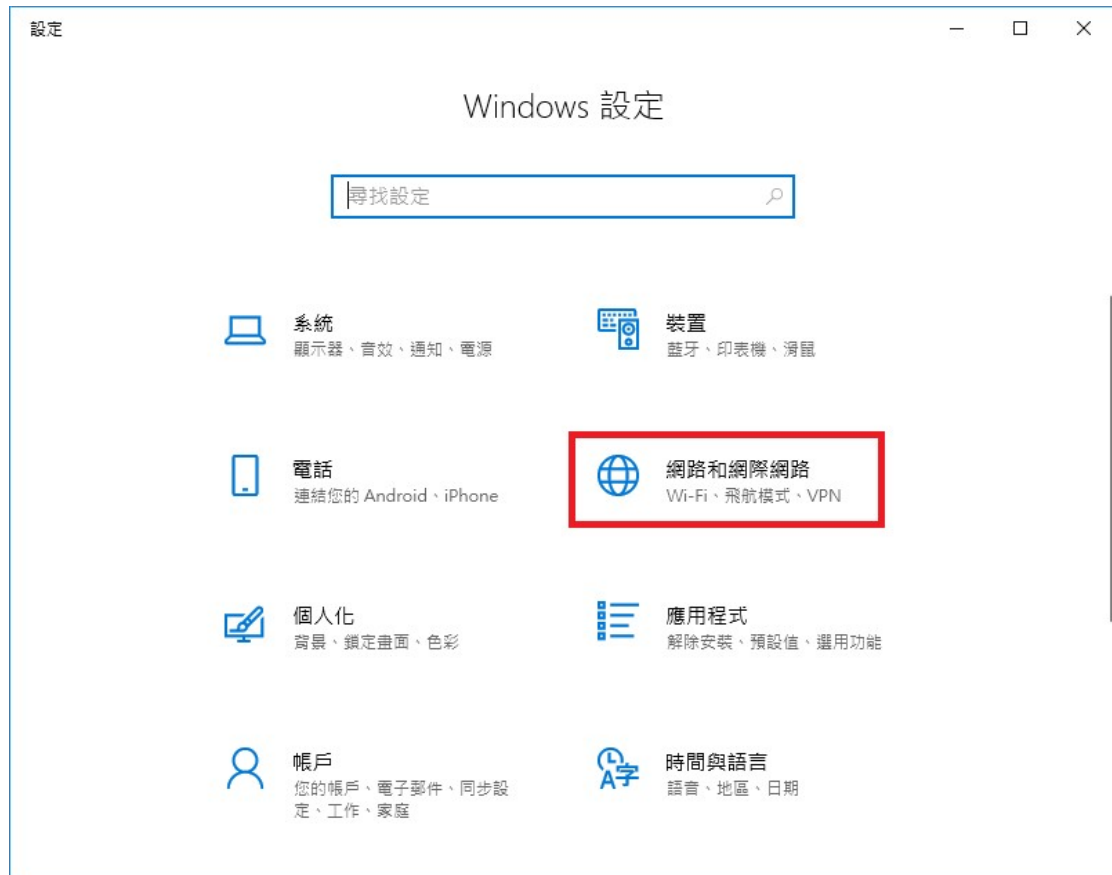 設定
Windows 設定
尋找設定
系統
顯示器、音效、通知、電源
裝置
藍牙、印表機、滑鼠
電話
連結您的 Android、iPhone
網路和網際網路
Wi-Fi、飛航模式、VPN
個人化
背景、鎖定畫面、色彩
應用程式
解除安裝、預設值、選用功能
帳戶
您的帳戶、電子郵件、同步設
定、工作、家庭
時間與語言
語音、地區、日期